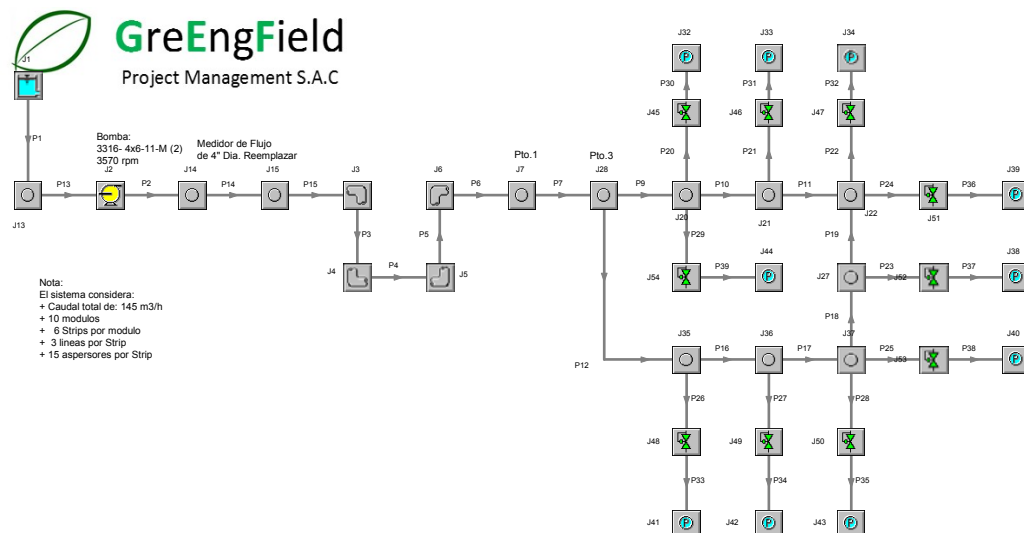 GreEngField
Project Management S.A.C
J1
P1
Bomba:
3316- 4x6-11-M (2)
3570 rpm
J2
Medidor de Flujo
de 4" Dia. Reemplazar
J13
P13
P2
J14
P14
J15
P15
J3
P3
J4
P4
J5
P5
J6
P6
Pto.1
J7
P7
Pto.3
J28
P9
J20
P10
J21
P11
J22
P24
J51
P36
J39
J32
J33
J34
P30
P31
P32
J45
J46
J47
P20
P21
P22
P29
P19
J54
P39
J44
J27
P23
J52
P37
J38
P18
P12
J35
P16
J36
P17
J37
P25
J53
P38
J40
P26
P27
P28
J48
J49
J50
P33
P34
P35
J41
J42
J43
P
P
P
P
P
P
P
P
P
P
Nota:
El sistema considera:
+ Caudal total de: 145 m3/h
+ 10 modulos
+ 6 Strips por modulo
+ 3 lineas por Strip
+ 15 aspersores por Strip